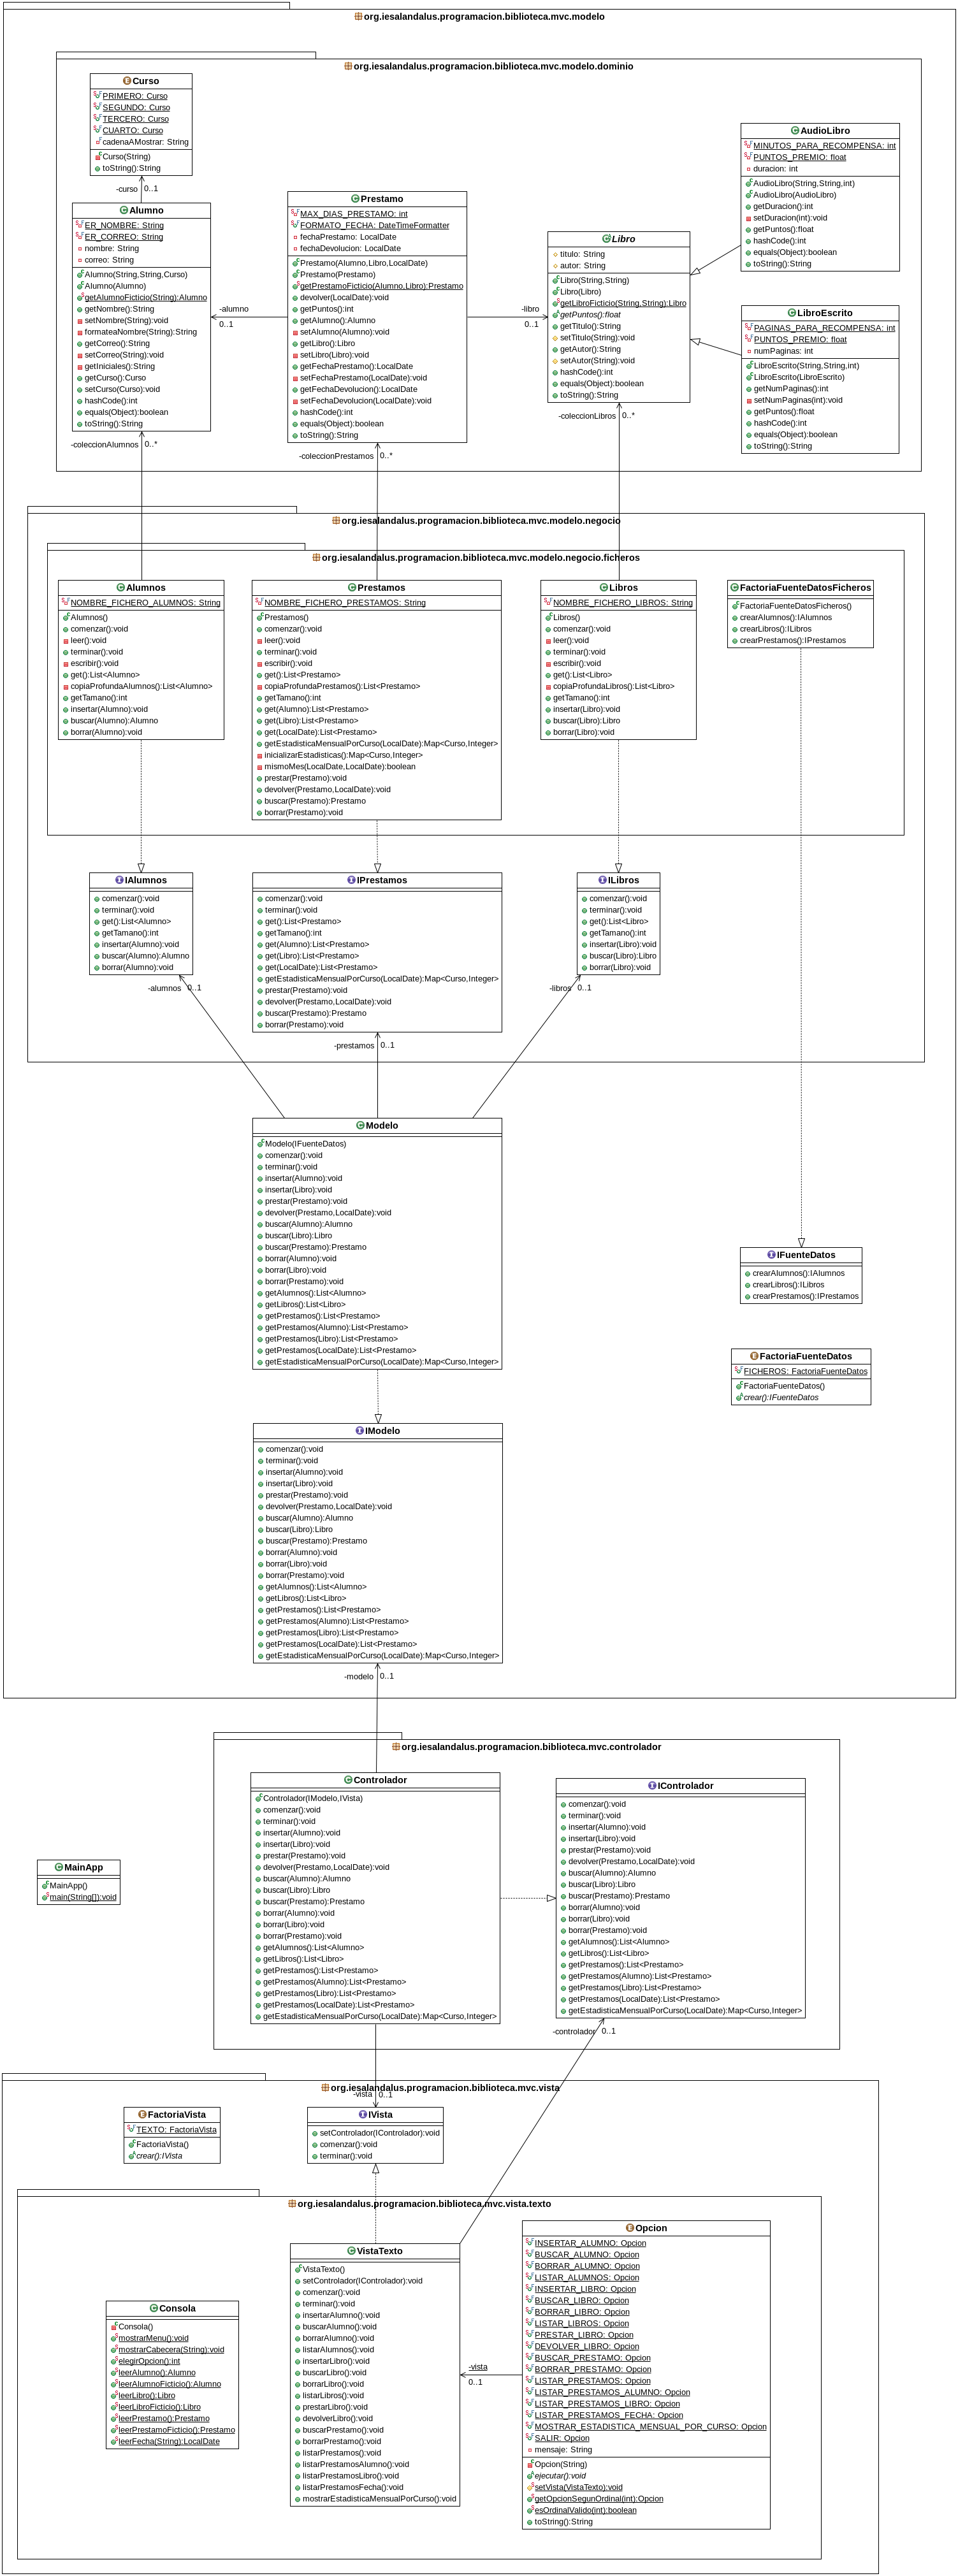 org.iesalandalus.programacion.biblioteca.mvc.modelo
org.iesalandalus.programacion.biblioteca.mvc.modelo.dominio
Curso
PRIMERO: Curso
SEGUNDO: Curso
TERCERO: Curso
CUARTO: Curso
cadenaAMostrar: String
Curso(String)
toString():String
-curso
0..1
Alumno
ER_NOMBRE: String
ER_CORREO: String
nombre: String
correo: String
Alumno(String,String,Curso)
Alumno(Alumno)
getAlumnoFicticio(String):Alumno
getNombre():String
setNombre(String):void
formateaNombre(String):String
getCorreo():String
setCorreo(String):void
getIniciales():String
getCurso():Curso
setCurso(Curso):void
hashCode():int
equals(Object):boolean
toString():String
-coleccionAlumnos
0..*
-alumno
0..1
Prestamo
MAX_DIAS_PRESTAMO: int
FORMATO_FECHA: DateTimeFormatter
fechaPrestamo: LocalDate
fechaDevolucion: LocalDate
Prestamo(Alumno,Libro,LocalDate)
Prestamo(Prestamo)
getPrestamoFicticio(Alumno,Libro):Prestamo
devolver(LocalDate):void
getPuntos():int
getAlumno():Alumno
setAlumno(Alumno):void
getLibro():Libro
setLibro(Libro):void
getFechaPrestamo():LocalDate
setFechaPrestamo(LocalDate):void
getFechaDevolucion():LocalDate
setFechaDevolucion(LocalDate):void
hashCode():int
equals(Object):boolean
toString():String
-coleccionPrestamos
0..*
-libro
0..1
Libro
titulo: String
autor: String
Libro(String,String)
Libro(Libro)
getLibroFicticio(String,String):Libro
getPuntos():float
getTitulo():String
setTitulo(String):void
getAutor():String
setAutor(String):void
hashCode():int
equals(Object):boolean
toString():String
-coleccionLibros
0..*
AudioLibro
MINUTOS_PARA_RECOMPENSA: int
PUNTOS_PREMIO: float
duracion: int
AudioLibro(String,String,int)
AudioLibro(AudioLibro)
getDuracion():int
setDuracion(int):void
getPuntos():float
hashCode():int
equals(Object):boolean
toString():String
LibroEscrito
PAGINAS_PARA_RECOMPENSA: int
PUNTOS_PREMIO: float
numPaginas: int
LibroEscrito(String,String,int)
LibroEscrito(LibroEscrito)
getNumPaginas():int
setNumPaginas(int):void
getPuntos():float
hashCode():int
equals(Object):boolean
toString():String
org.iesalandalus.programacion.biblioteca.mvc.modelo.negocio
org.iesalandalus.programacion.biblioteca.mvc.modelo.negocio.ficheros
Alumnos
NOMBRE_FICHERO_ALUMNOS: String
Alumnos()
comenzar():void
leer():void
terminar():void
escribir():void
get():List<Alumno>
copiaProfundaAlumnos():List<Alumno>
getTamano():int
insertar(Alumno):void
buscar(Alumno):Alumno
borrar(Alumno):void
Prestamos
NOMBRE_FICHERO_PRESTAMOS: String
Prestamos()
comenzar():void
leer():void
terminar():void
escribir():void
get():List<Prestamo>
copiaProfundaPrestamos():List<Prestamo>
getTamano():int
get(Alumno):List<Prestamo>
get(Libro):List<Prestamo>
get(LocalDate):List<Prestamo>
getEstadisticaMensualPorCurso(LocalDate):Map<Curso,Integer>
inicializarEstadisticas():Map<Curso,Integer>
mismoMes(LocalDate,LocalDate):boolean
prestar(Prestamo):void
devolver(Prestamo,LocalDate):void
buscar(Prestamo):Prestamo
borrar(Prestamo):void
Libros
NOMBRE_FICHERO_LIBROS: String
Libros()
comenzar():void
leer():void
terminar():void
escribir():void
get():List<Libro>
copiaProfundaLibros():List<Libro>
getTamano():int
insertar(Libro):void
buscar(Libro):Libro
borrar(Libro):void
FactoriaFuenteDatosFicheros
FactoriaFuenteDatosFicheros()
crearAlumnos():IAlumnos
crearLibros():ILibros
crearPrestamos():IPrestamos
IAlumnos
comenzar():void
terminar():void
get():List<Alumno>
getTamano():int
insertar(Alumno):void
buscar(Alumno):Alumno
borrar(Alumno):void
-alumnos
0..1
IPrestamos
comenzar():void
terminar():void
get():List<Prestamo>
getTamano():int
get(Alumno):List<Prestamo>
get(Libro):List<Prestamo>
get(LocalDate):List<Prestamo>
getEstadisticaMensualPorCurso(LocalDate):Map<Curso,Integer>
prestar(Prestamo):void
devolver(Prestamo,LocalDate):void
buscar(Prestamo):Prestamo
borrar(Prestamo):void
-prestamos
0..1
ILibros
comenzar():void
terminar():void
get():List<Libro>
getTamano():int
insertar(Libro):void
buscar(Libro):Libro
borrar(Libro):void
-libros
0..1
Modelo
Modelo(IFuenteDatos)
comenzar():void
terminar():void
insertar(Alumno):void
insertar(Libro):void
prestar(Prestamo):void
devolver(Prestamo,LocalDate):void
buscar(Alumno):Alumno
buscar(Libro):Libro
buscar(Prestamo):Prestamo
borrar(Alumno):void
borrar(Libro):void
borrar(Prestamo):void
getAlumnos():List<Alumno>
getLibros():List<Libro>
getPrestamos():List<Prestamo>
getPrestamos(Alumno):List<Prestamo>
getPrestamos(Libro):List<Prestamo>
getPrestamos(LocalDate):List<Prestamo>
getEstadisticaMensualPorCurso(LocalDate):Map<Curso,Integer>
IFuenteDatos
crearAlumnos():IAlumnos
crearLibros():ILibros
crearPrestamos():IPrestamos
FactoriaFuenteDatos
FICHEROS: FactoriaFuenteDatos
FactoriaFuenteDatos()
crear():IFuenteDatos
IModelo
comenzar():void
terminar():void
insertar(Alumno):void
insertar(Libro):void
prestar(Prestamo):void
devolver(Prestamo,LocalDate):void
buscar(Alumno):Alumno
buscar(Libro):Libro
buscar(Prestamo):Prestamo
borrar(Alumno):void
borrar(Libro):void
borrar(Prestamo):void
getAlumnos():List<Alumno>
getLibros():List<Libro>
getPrestamos():List<Prestamo>
getPrestamos(Alumno):List<Prestamo>
getPrestamos(Libro):List<Prestamo>
getPrestamos(LocalDate):List<Prestamo>
getEstadisticaMensualPorCurso(LocalDate):Map<Curso,Integer>
-modelo
0..1
org.iesalandalus.programacion.biblioteca.mvc.controlador
Controlador
Controlador(IModelo,IVista)
comenzar():void
terminar():void
insertar(Alumno):void
insertar(Libro):void
prestar(Prestamo):void
devolver(Prestamo,LocalDate):void
buscar(Alumno):Alumno
buscar(Libro):Libro
buscar(Prestamo):Prestamo
borrar(Alumno):void
borrar(Libro):void
borrar(Prestamo):void
getAlumnos():List<Alumno>
getLibros():List<Libro>
getPrestamos():List<Prestamo>
getPrestamos(Alumno):List<Prestamo>
getPrestamos(Libro):List<Prestamo>
getPrestamos(LocalDate):List<Prestamo>
getEstadisticaMensualPorCurso(LocalDate):Map<Curso,Integer>
IControlador
comenzar():void
terminar():void
insertar(Alumno):void
insertar(Libro):void
prestar(Prestamo):void
devolver(Prestamo,LocalDate):void
buscar(Alumno):Alumno
buscar(Libro):Libro
buscar(Prestamo):Prestamo
borrar(Alumno):void
borrar(Libro):void
borrar(Prestamo):void
getAlumnos():List<Alumno>
getLibros():List<Libro>
getPrestamos():List<Prestamo>
getPrestamos(Alumno):List<Prestamo>
getPrestamos(Libro):List<Prestamo>
getPrestamos(LocalDate):List<Prestamo>
getEstadisticaMensualPorCurso(LocalDate):Map<Curso,Integer>
-controlador
0..1
MainApp
MainApp()
main(String[]):void
org.iesalandalus.programacion.biblioteca.mvc.vista
-vista
0..1
FactoriaVista
TEXTO: FactoriaVista
FactoriaVista()
crear():IVista
IVista
setControlador(IControlador):void
comenzar():void
terminar():void
org.iesalandalus.programacion.biblioteca.mvc.vista.texto
Consola
Consola()
mostrarMenu():void
mostrarCabecera(String):void
elegirOpcion():int
leerAlumno():Alumno
leerAlumnoFicticio():Alumno
leerLibro():Libro
leerLibroFicticio():Libro
leerPrestamo():Prestamo
leerPrestamoFicticio():Prestamo
leerFecha(String):LocalDate
VistaTexto
VistaTexto()
setControlador(IControlador):void
comenzar():void
terminar():void
insertarAlumno():void
buscarAlumno():void
borrarAlumno():void
listarAlumnos():void
insertarLibro():void
buscarLibro():void
borrarLibro():void
listarLibros():void
prestarLibro():void
devolverLibro():void
buscarPrestamo():void
borrarPrestamo():void
listarPrestamos():void
listarPrestamosAlumno():void
listarPrestamosLibro():void
listarPrestamosFecha():void
mostrarEstadisticaMensualPorCurso():void
-vista
0..1
Opcion
INSERTAR_ALUMNO: Opcion
BUSCAR_ALUMNO: Opcion
BORRAR_ALUMNO: Opcion
LISTAR_ALUMNOS: Opcion
INSERTAR_LIBRO: Opcion
BUSCAR_LIBRO: Opcion
BORRAR_LIBRO: Opcion
LISTAR_LIBROS: Opcion
PRESTAR_LIBRO: Opcion
DEVOLVER_LIBRO: Opcion
BUSCAR_PRESTAMO: Opcion
BORRAR_PRESTAMO: Opcion
LISTAR_PRESTAMOS: Opcion
LISTAR_PRESTAMOS_ALUMNO: Opcion
LISTAR_PRESTAMOS_LIBRO: Opcion
LISTAR_PRESTAMOS_FECHA: Opcion
MOSTRAR_ESTADISTICA_MENSUAL_POR_CURSO: Opcion
SALIR: Opcion
mensaje: String
Opcion(String)
ejecutar():void
setVista(VistaTexto):void
getOpcionSegunOrdinal(int):Opcion
esOrdinalValido(int):boolean
toString():String